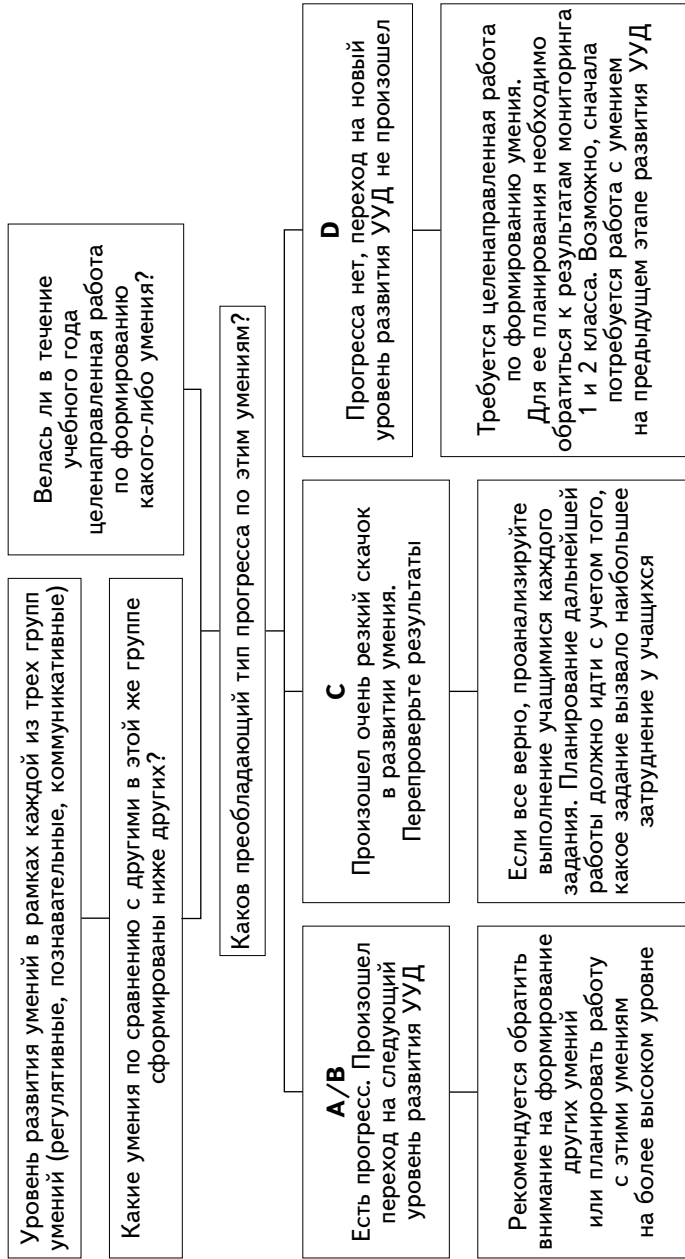 Уровень развития умений в рамках каждой из трех групп
умений (регулятивные, познавательные, коммуникативные)
Какие умения по сравнению с другими в этой же группе
сформированы ниже других?
Велась ли в течение
учебного года
целенаправленная работа
по формированию
какого-либо умения?
Каков преобладающий тип прогресса по этим умениям?
A/B
Есть прогресс. Произошел
переход на следующий
уровень развития УУД
Рекомендуется обратить
внимание на формирование
других умений
или планировать работу
с этими умениям
на более высоком уровне
C
Произошел очень резкий скачок
в развитии умения.
Перепроверьте результаты
Если все верно, проанализируйте
выполнение учащимися каждого
задания. Планирование дальнейшей
работы должно идти с учетом того,
какое задание вызвало наибольшее
затруднение у учащихся
D
Прогресса нет, переход на новый
уровень развития УУД не произошел
Требуется целенаправленная работа
по формированию умения.
Для ее планирования необходимо
обратиться к результатам мониторинга
1 и 2 класса. Возможно, сначала
потребуется работа с умением
на предыдущем этапе развития УУД